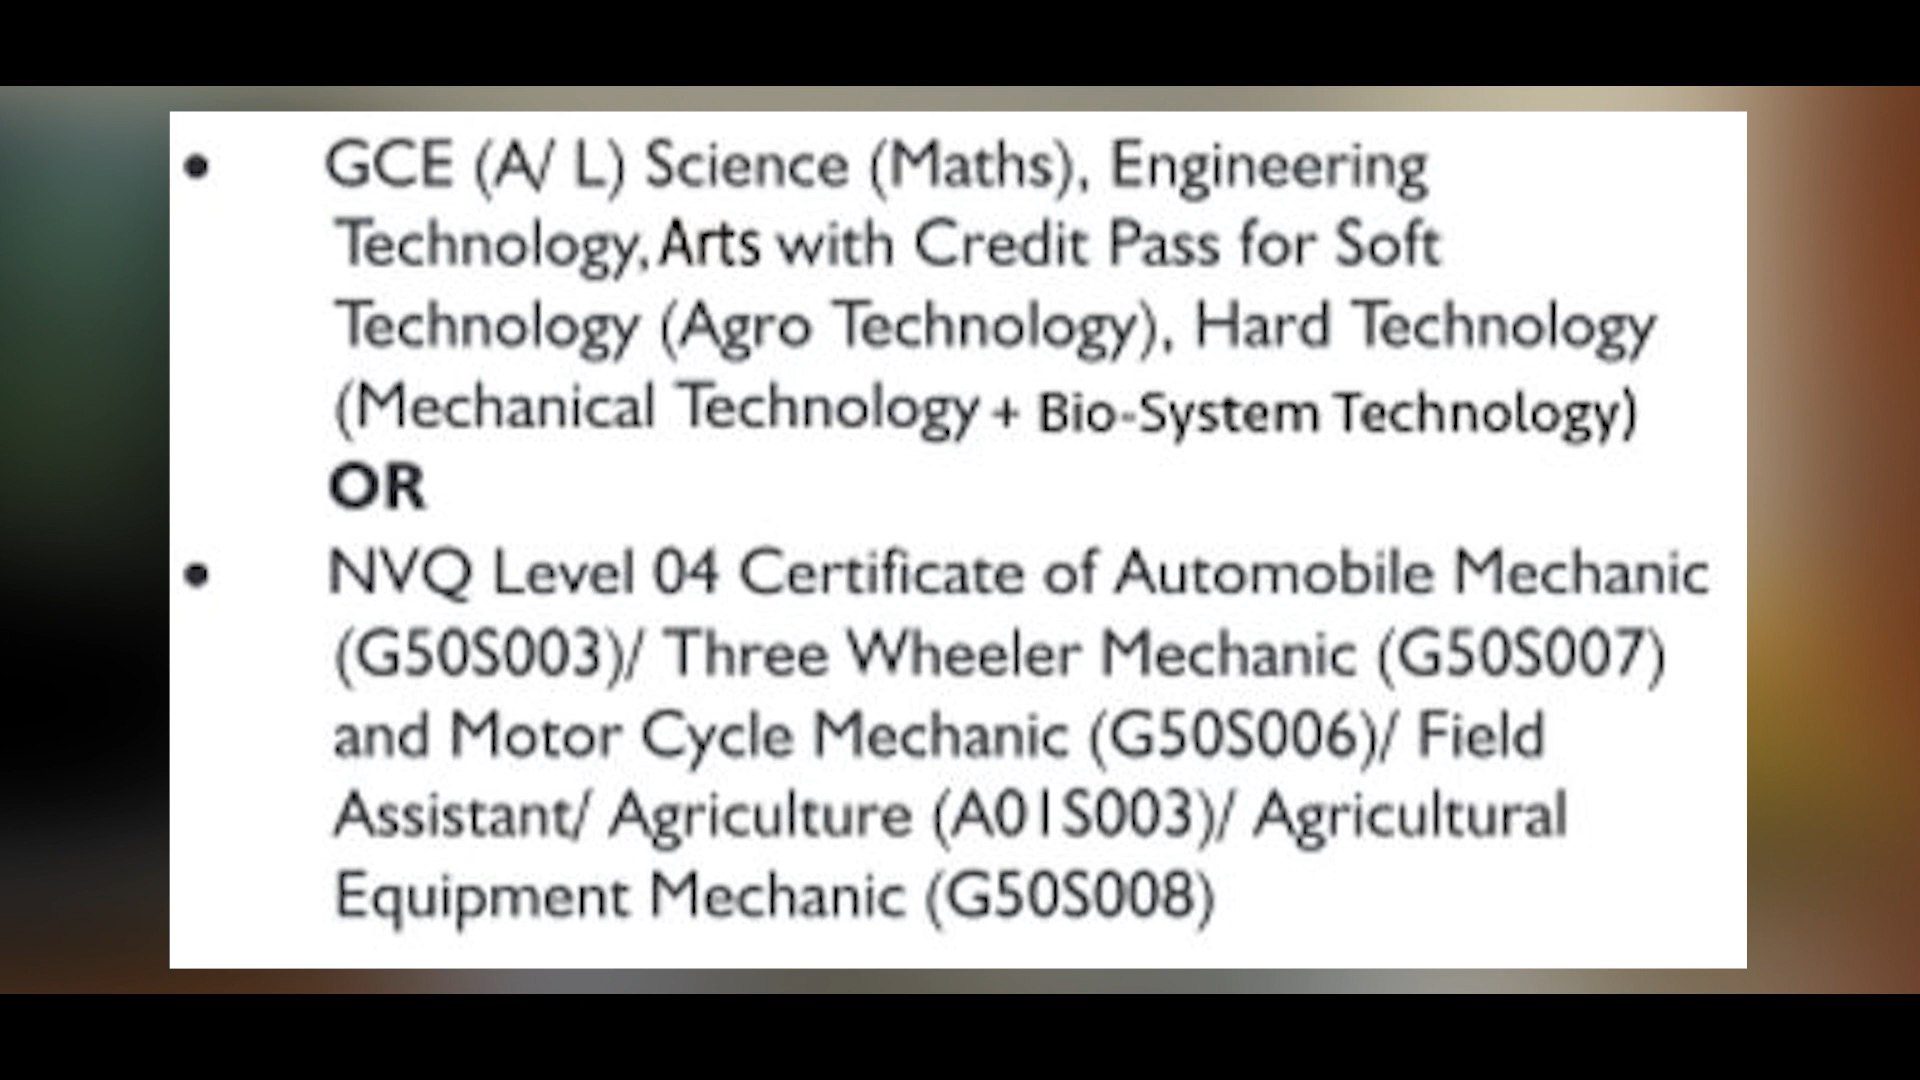 • GCE (A/ L) Science (Maths), Engineering
Technology, Arts with Credit Pass for Soft
Technology (Agro Technology), Hard Technology
(Mechanical Technology + Bio-System Technology)
OR
• NVQ Level 04 Certificate of Automobile Mechanic
(G50S003)/ Three Wheeler Mechanic (G50S007)
and Motor Cycle Mechanic (G50S006)/ Field
Assistant/ Agriculture (A01S003)/ Agricultural
Equipment Mechanic (G50S008)